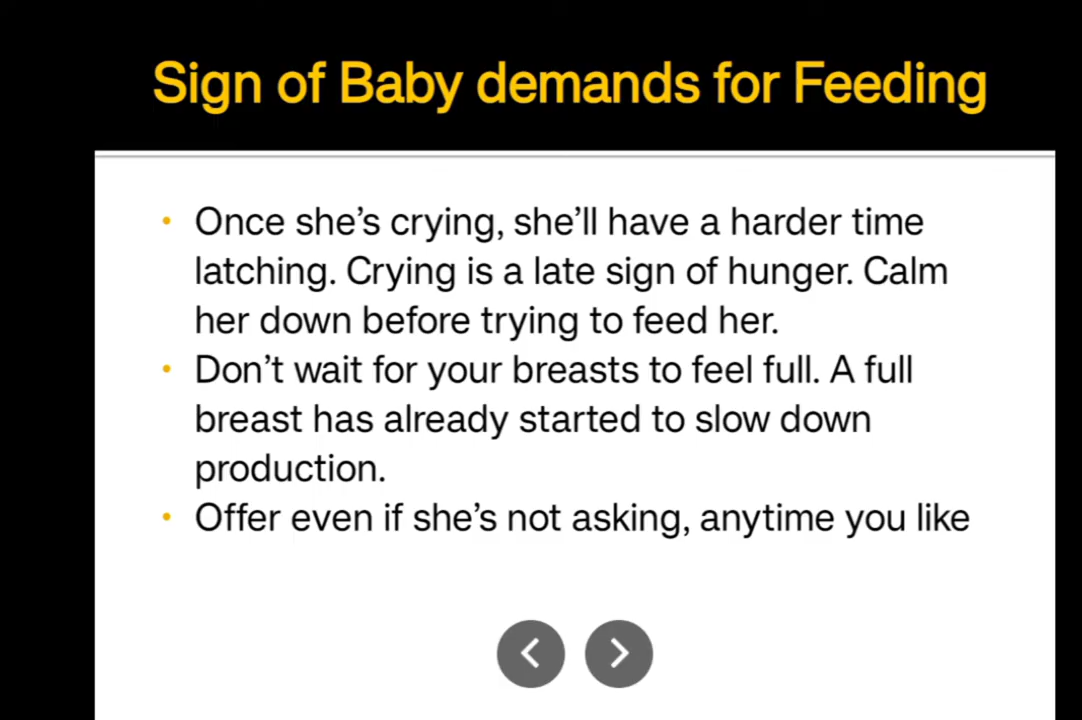 Sign of Baby demands for Feeding
• Once she's crying, she'll have a harder time
latching. Crying is a late sign of hunger. Calm
her down before trying to feed her.
• Don't wait for your breasts to feel full. A full
breast has already started to slow down
production.
• Offer even if she's not asking, anytime you like